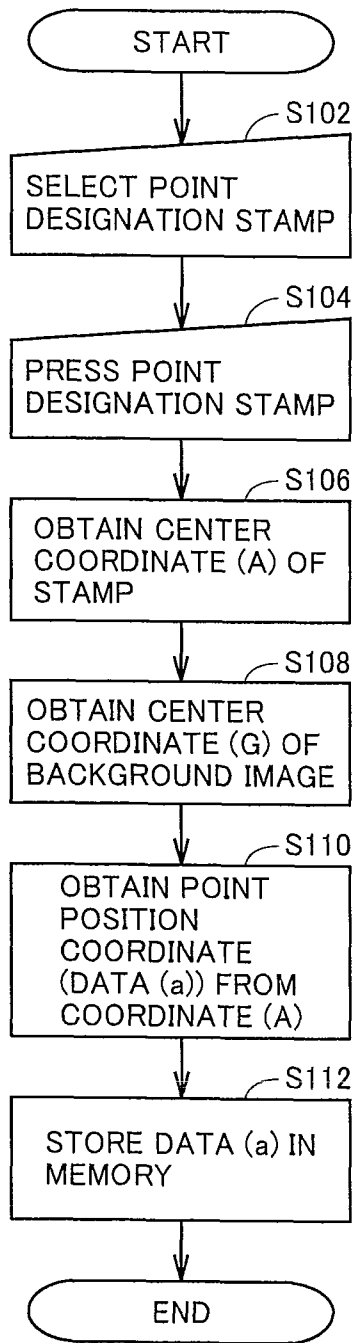 START
S102
SELECT POINT
DESIGNATION STAMP
S104
PRESS POINT
DESIGNATION STAMP
S106
OBTAIN CENTER
COORDINATE (A) OF
STAMP
S108
OBTAIN CENTER
COORDINATE (G) OF
BACKGROUND IMAGE
S110
OBTAIN POINT
POSITION
COORDINATE
(DATA (a)) FROM
COORDINATE (A)
S112
STORE DATA (a) IN
MEMORY
END